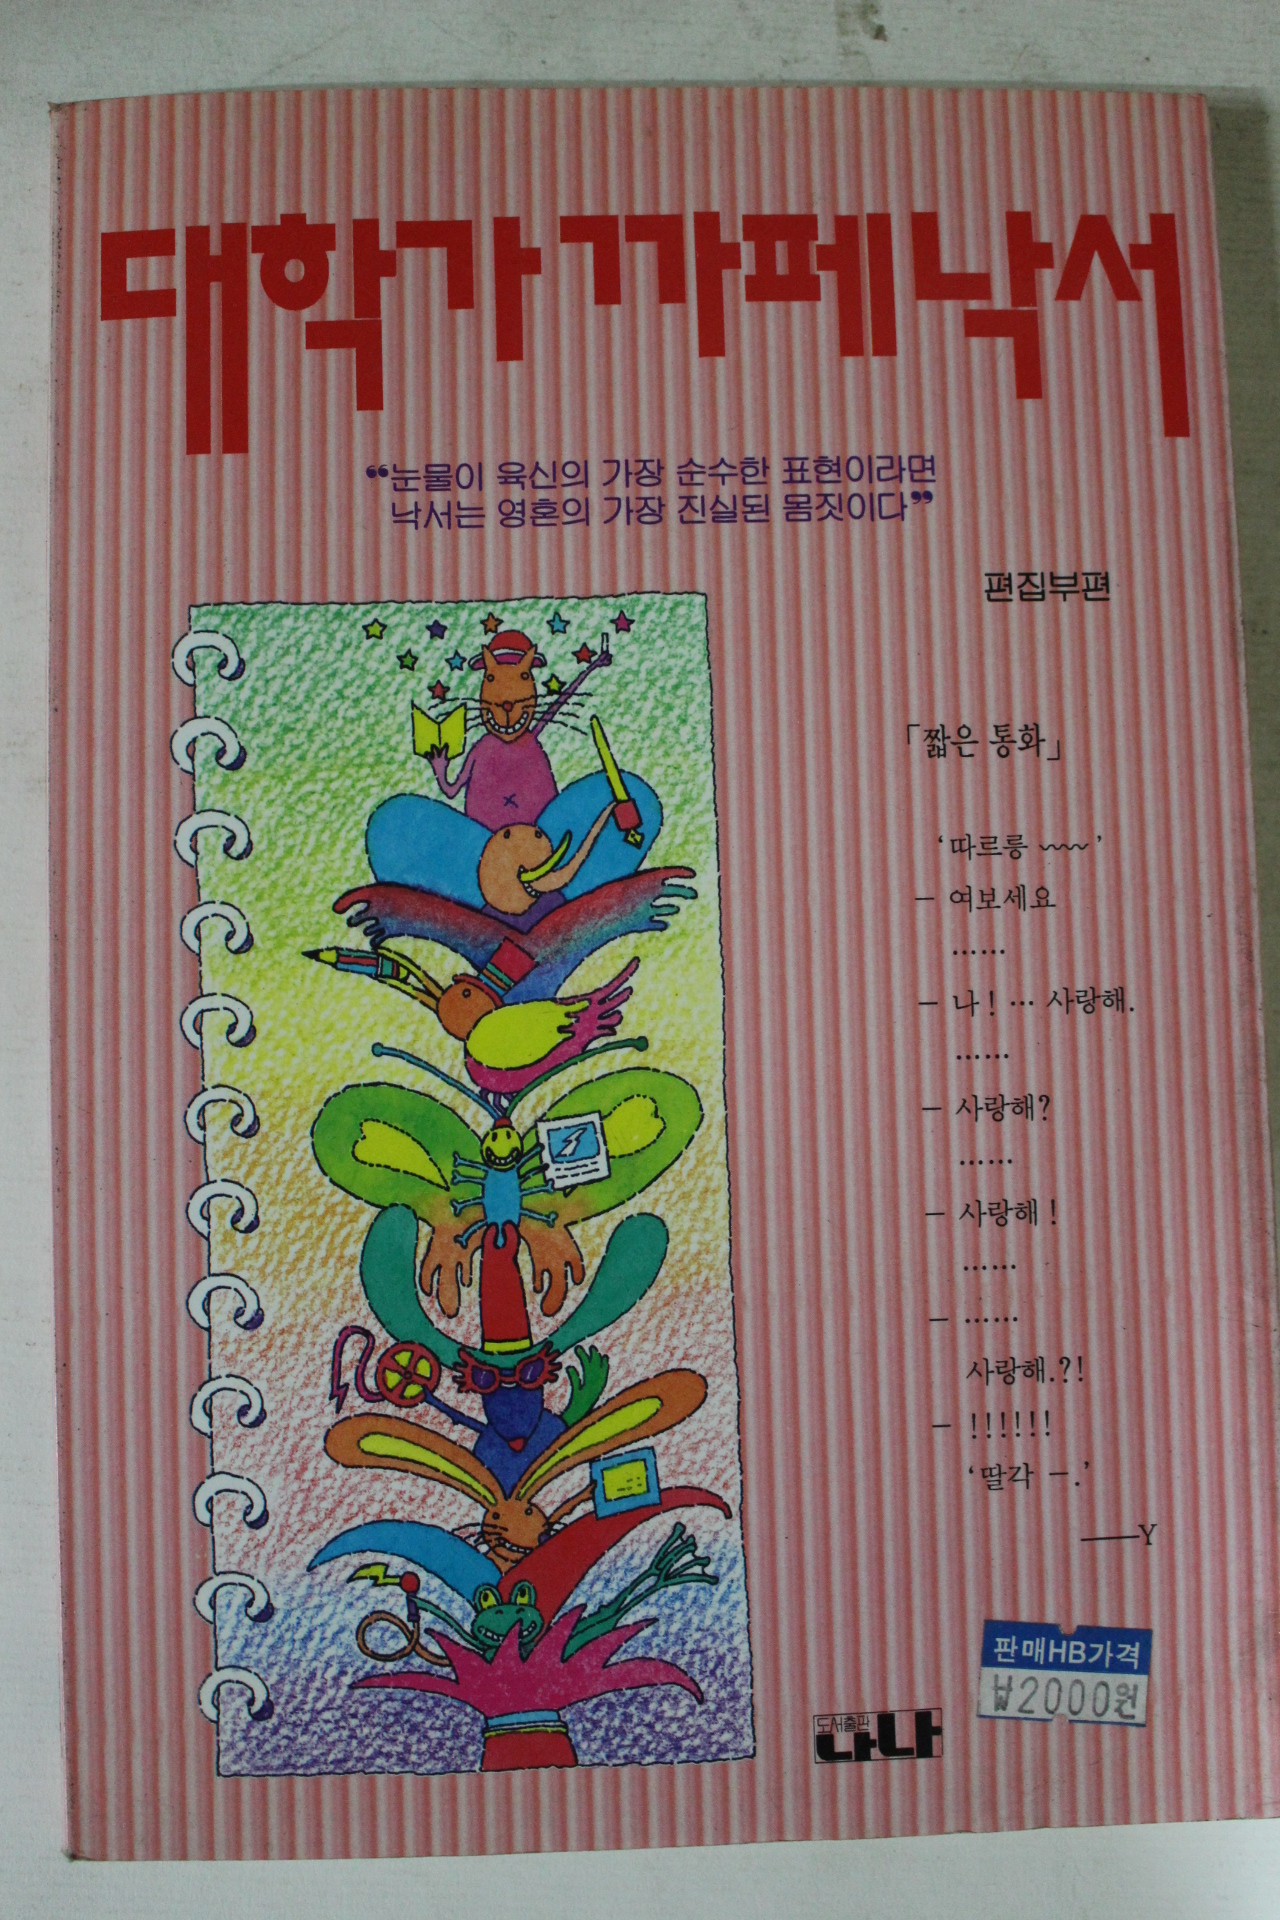 대학가 까페 낙서
“눈물이 육신의 가장 순수한 표현이라면
낙서는 영혼의 가장 진실된 몸짓이다”
편집부편
「짧은 통화」
‘따르릉 ~~~’
– 여보세요
……
– 나! … 사랑해.
……
– 사랑해?
……
– 사랑해!
……
– ……
사랑해.?!
– !!!!!!
‘딸각 –.’
——Y
판매HB가격
₩2000원
도서출판
나나